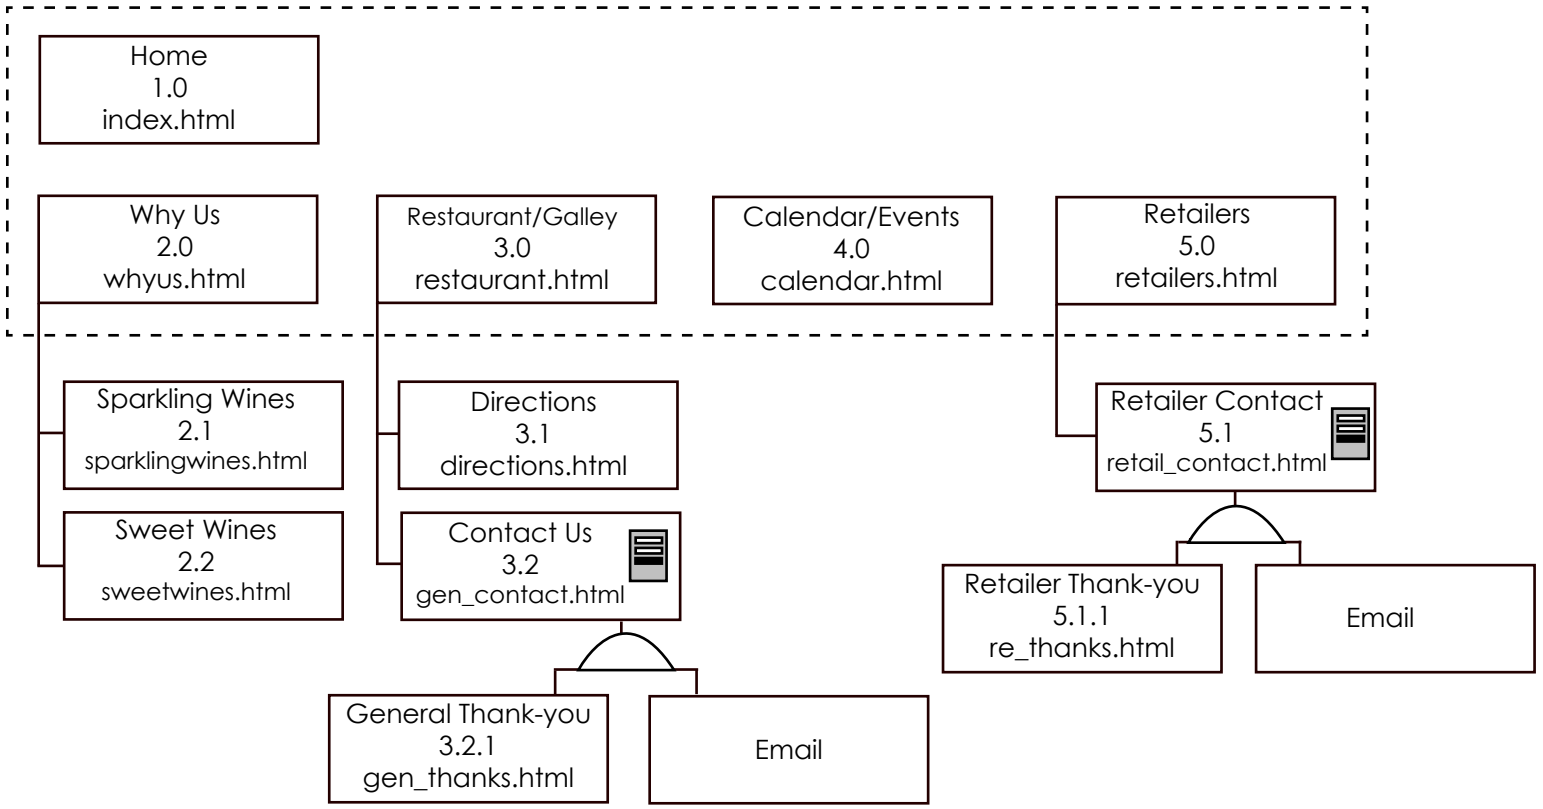 Home
1.0
index.html
Why Us
2.0
whyus.html
Restaurant/Galley
3.0
restaurant.html
Calendar/Events
4.0
calendar.html
Retailers
5.0
retailers.html
Sparkling Wines
2.1
sparklingwines.html
Sweet Wines
2.2
sweetwines.html
Directions
3.1
directions.html
Contact Us
3.2
gen_contact.html
General Thank-you
3.2.1
gen_thanks.html
Email
Retailer Contact
5.1
retail_contact.html
Retailer Thank-you
5.1.1
re_thanks.html
Email